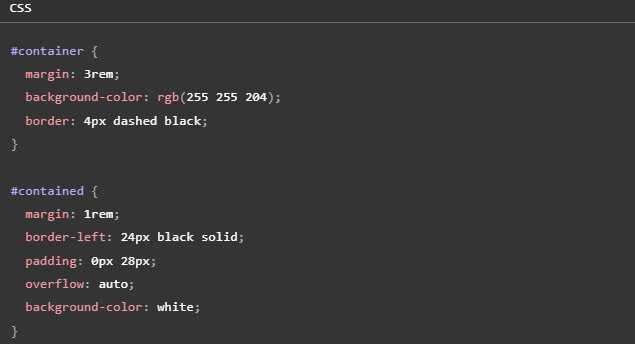 CSS
#container {
  margin: 3rem;
  background-color: rgb(255 255 204);
  border: 4px dashed black;
}
#contained {
  margin: 1rem;
  border-left: 24px black solid;
  padding: 0px 28px;
  overflow: auto;
  background-color: white;
}